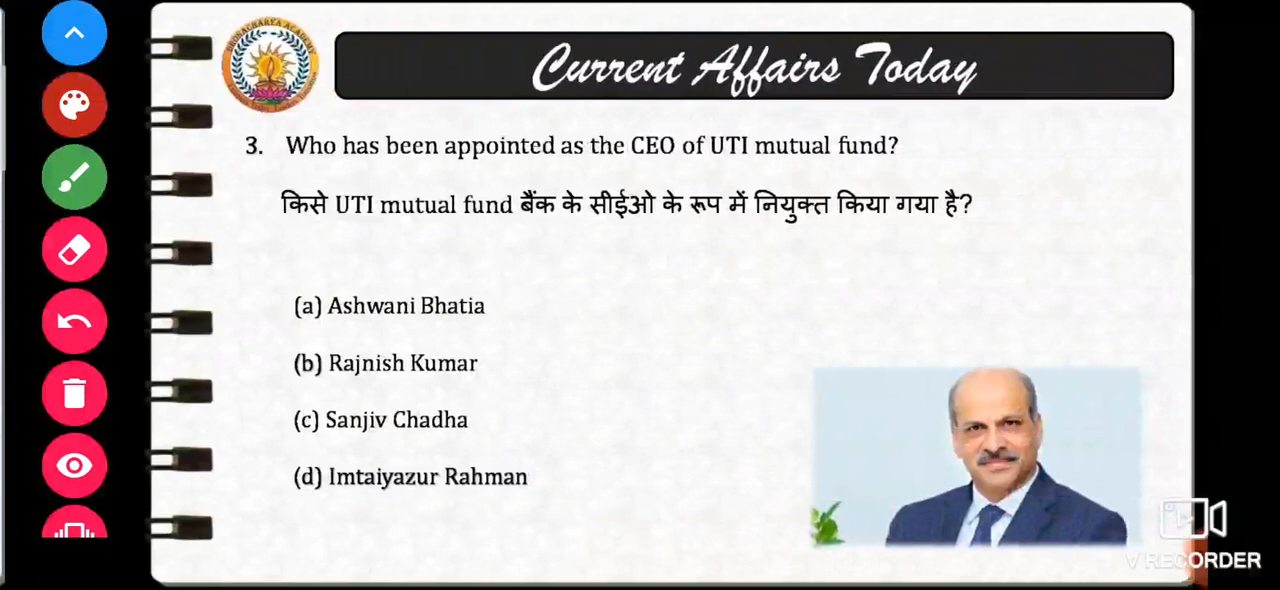 Current Affairs Today
3. Who has been appointed as the CEO of UTI mutual fund?
किसे UTI mutual fund बैंक के सीईओ के रूप में नियुक्त किया गया है?
(a) Ashwani Bhatia
(b) Rajnish Kumar
(c) Sanjiv Chadha
(d) Imtaiyazur Rahman
V RECORDER